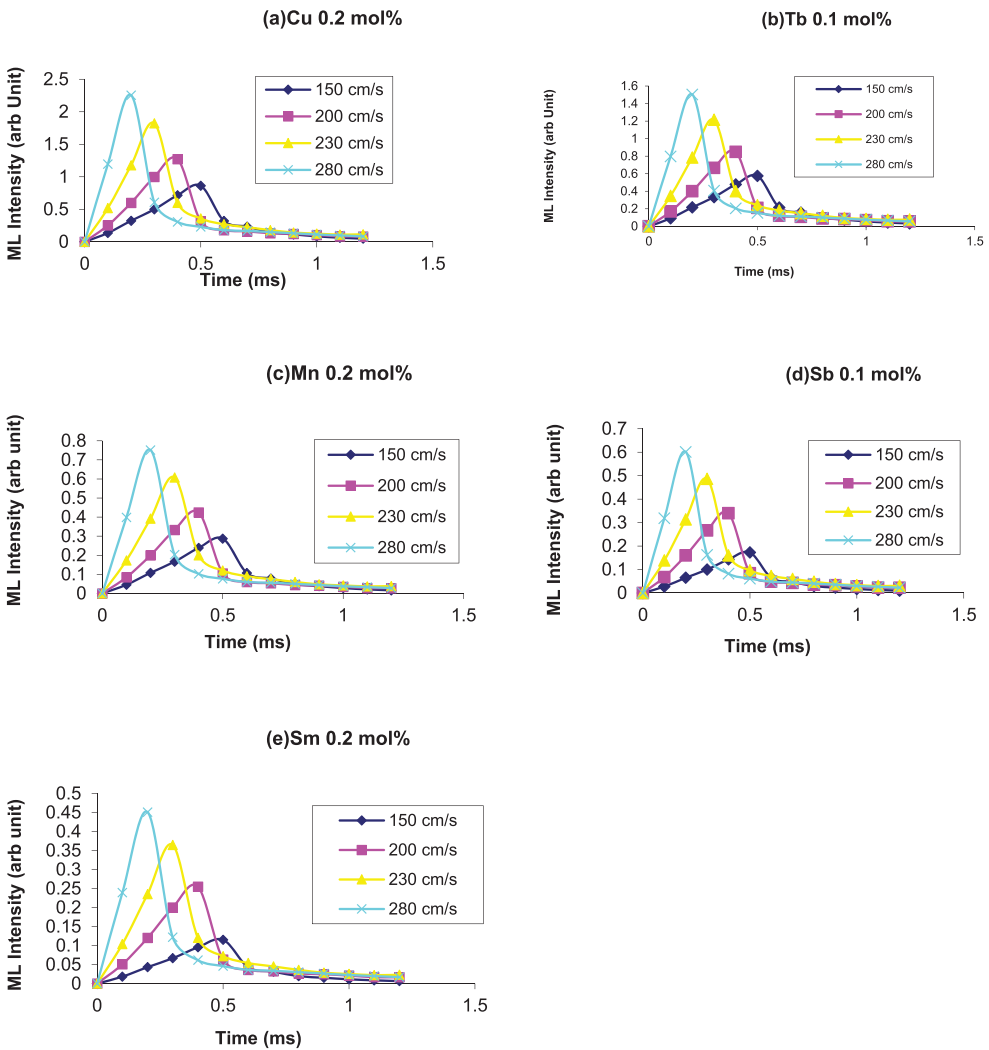 (a)Cu 0.2 mol%
ML Intensity (arb Unit)
2.5
2
1.5
1
0.5
0
0
0.5
1
1.5
Time (ms)
150 cm/s
200 cm/s
230 cm/s
280 cm/s
(b)Tb 0.1 mol%
ML Intensity (arb Unit)
1.6
1.4
1.2
1.0
0.8
0.6
0.4
0.2
0
0
0.5
1
1.5
Time (ms)
150 cm/s
200 cm/s
230 cm/s
280 cm/s
(c)Mn 0.2 mol%
ML Intensity (arb unit)
0.8
0.7
0.6
0.5
0.4
0.3
0.2
0.1
0
0
0.5
1
1.5
Time (ms)
150 cm/s
200 cm/s
230 cm/s
280 cm/s
(d)Sb 0.1 mol%
ML Intensity (arb unit)
0.7
0.6
0.5
0.4
0.3
0.2
0.1
0
0
0.5
1
1.5
Time (ms)
150 cm/s
200 cm/s
230 cm/s
280 cm/s
(e)Sm 0.2 mol%
ML Intensity (arb unit)
0.5
0.45
0.4
0.35
0.3
0.25
0.2
0.15
0.1
0.05
0
0
0.5
1
1.5
Time (ms)
150 cm/s
200 cm/s
230 cm/s
280 cm/s